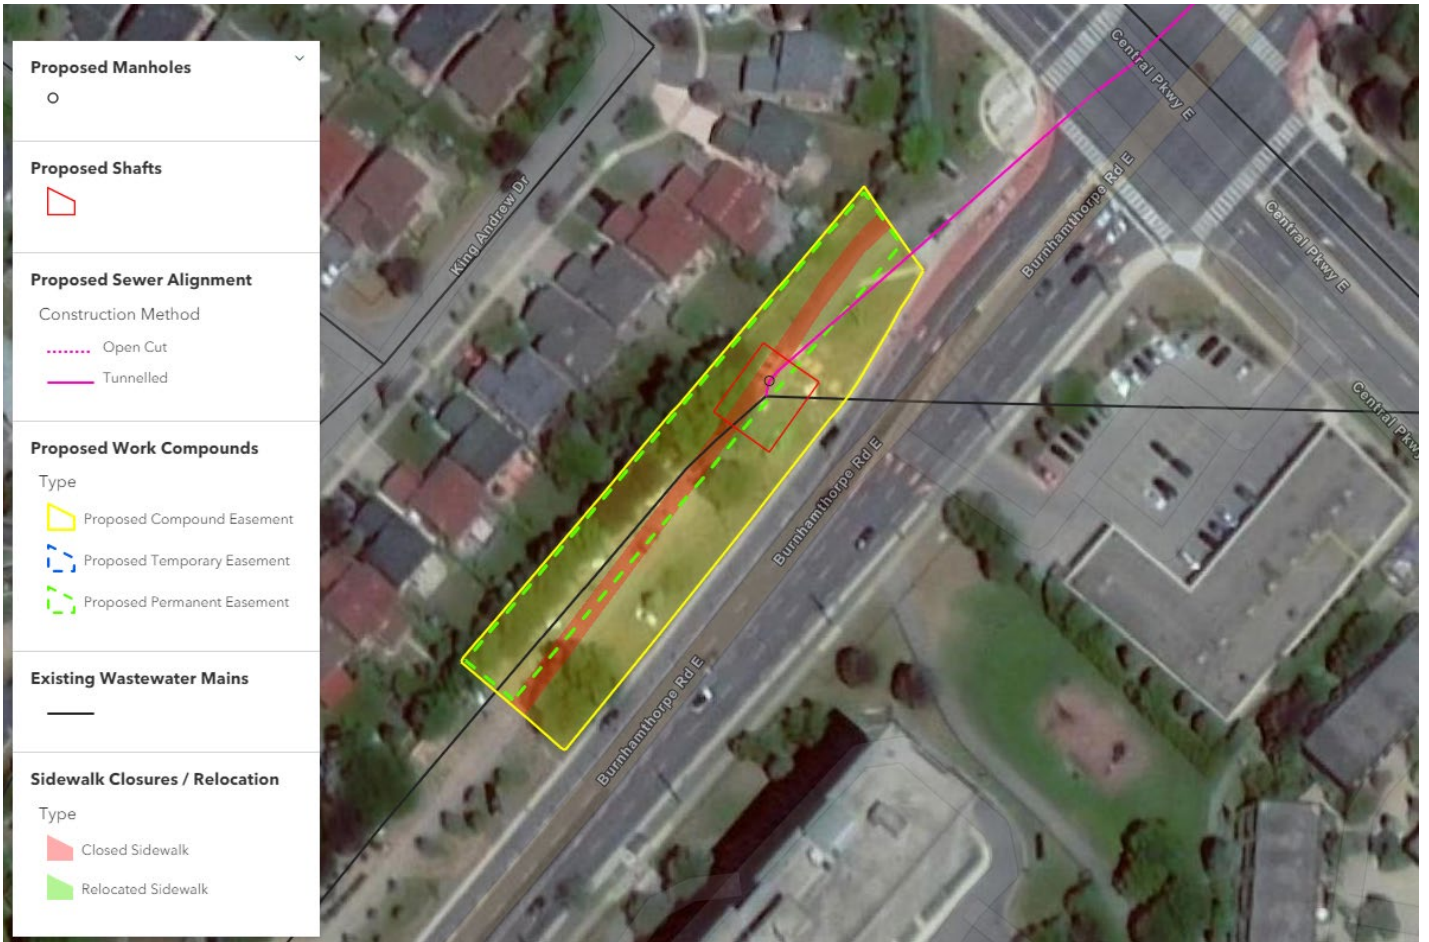 Proposed Manholes
Proposed Shafts
Proposed Sewer Alignment
Construction Method
Open Cut
Tunnelled
Proposed Work Compounds
Type
Proposed Compound Easement
Proposed Temporary Easement
Proposed Permanent Easement
Existing Wastewater Mains
Sidewalk Closures / Relocation
Type
Closed Sidewalk
Relocated Sidewalk
King Andrew Dr
Central Pkwy E
Burnhamthorpe Rd E
Central Pkwy E
Central Pkwy
Burnhamthorpe Rd E
Burnhamthorpe Rd E